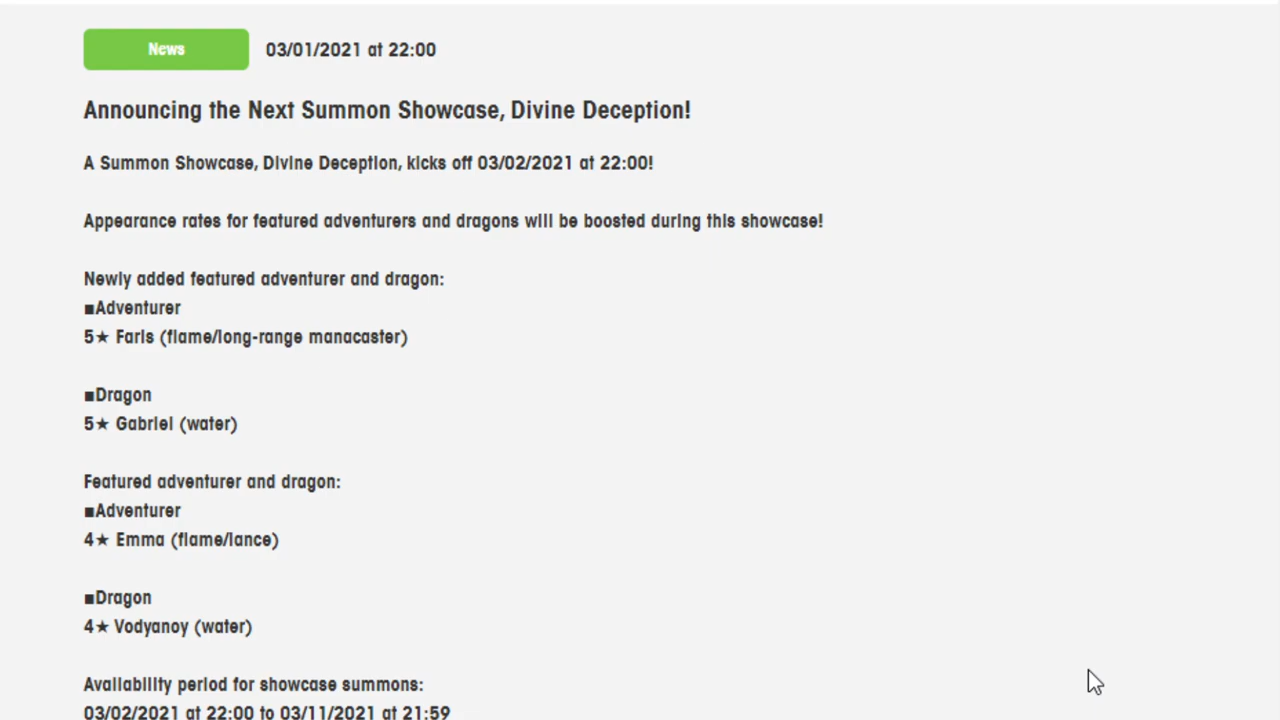 News 03/01/2021 at 22:00
Announcing the Next Summon Showcase, Divine Deception!
A Summon Showcase, Divine Deception, kicks off 03/02/2021 at 22:00!
Appearance rates for featured adventurers and dragons will be boosted during this showcase!
Newly added featured adventurer and dragon:
■Adventurer
5★ Faris (flame/long-range manacaster)
■Dragon
5★ Gabriel (water)
Featured adventurer and dragon:
■Adventurer
4★ Emma (flame/lance)
■Dragon
4★ Vodyanoy (water)
Availability period for showcase summons:
03/02/2021 at 22:00 to 03/11/2021 at 21:59